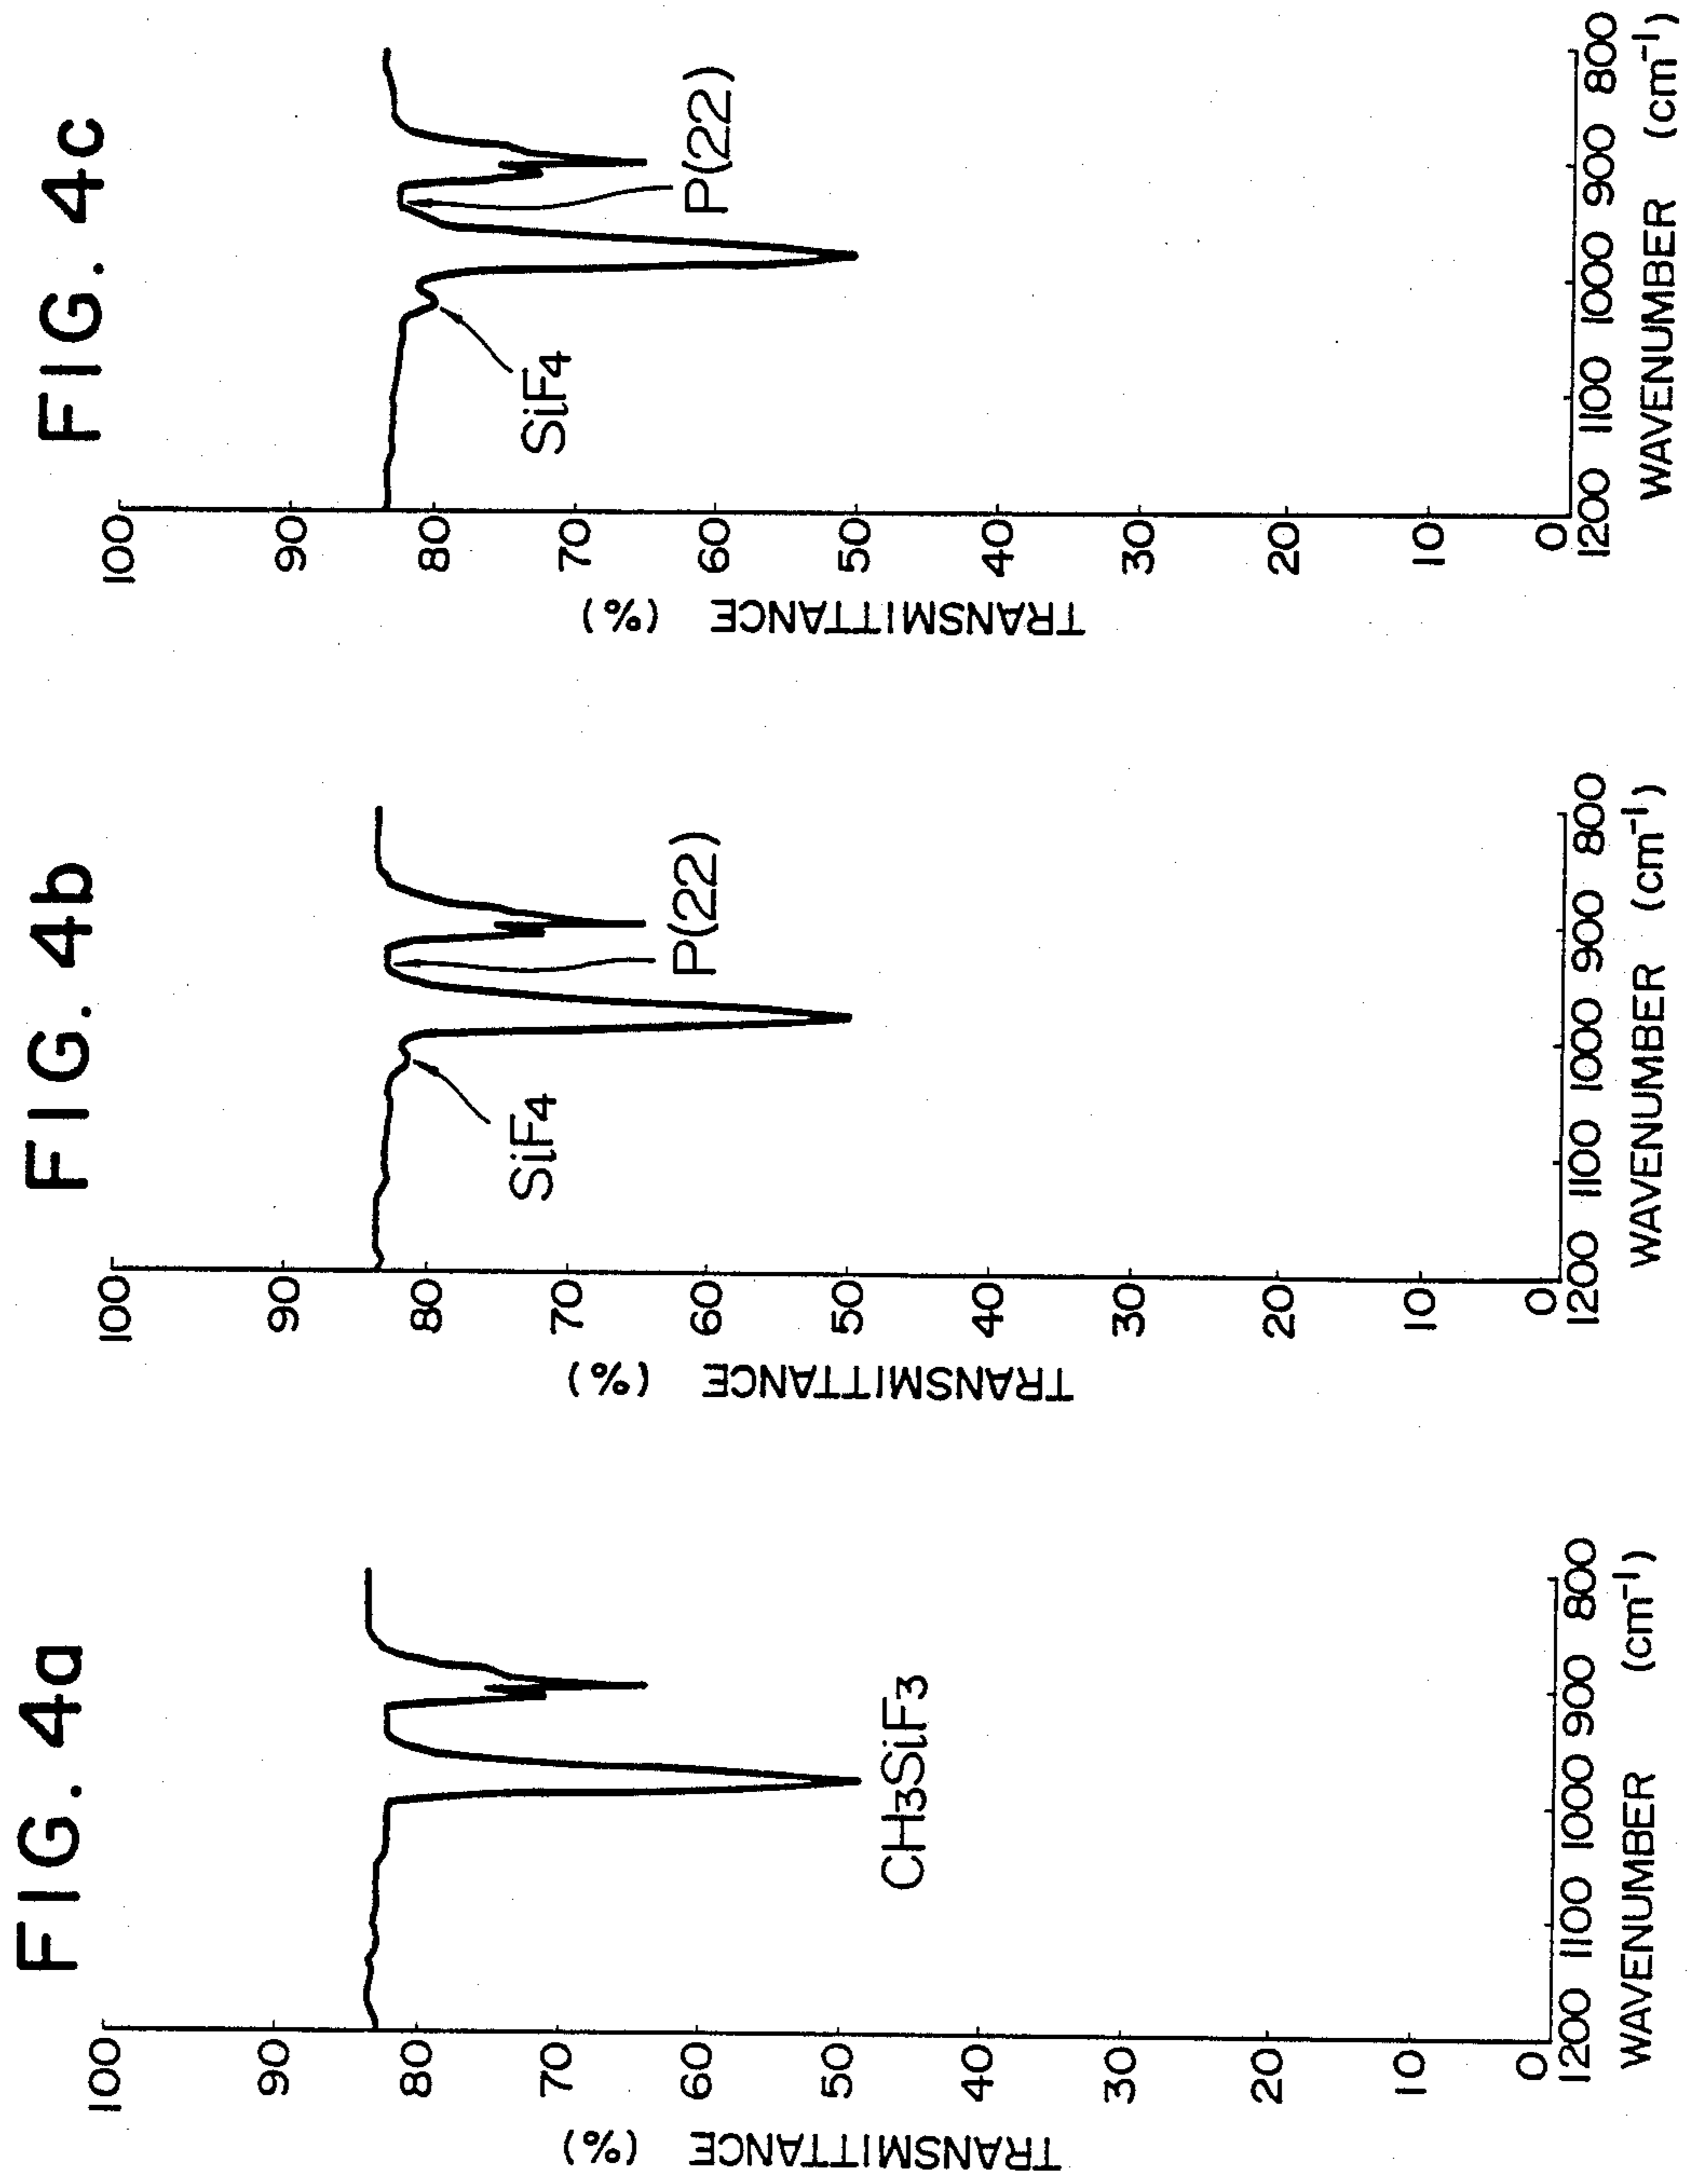 FIG. 4a
TRANSMITTANCE (%)
100
90
80
70
60
50
40
30
20
10
0
CH3SiF3
1200 1100 1000 900 800
WAVENUMBER (cm⁻¹)
FIG. 4b
TRANSMITTANCE (%)
100
90
80
70
60
50
40
30
20
10
0
SiF4
P(22)
1200 1100 1000 900 800
WAVENUMBER (cm⁻¹)
FIG. 4c
TRANSMITTANCE (%)
100
90
80
70
60
50
40
30
20
10
0
SiF4
P(22)
1200 1100 1000 900 800
WAVENUMBER (cm⁻¹)